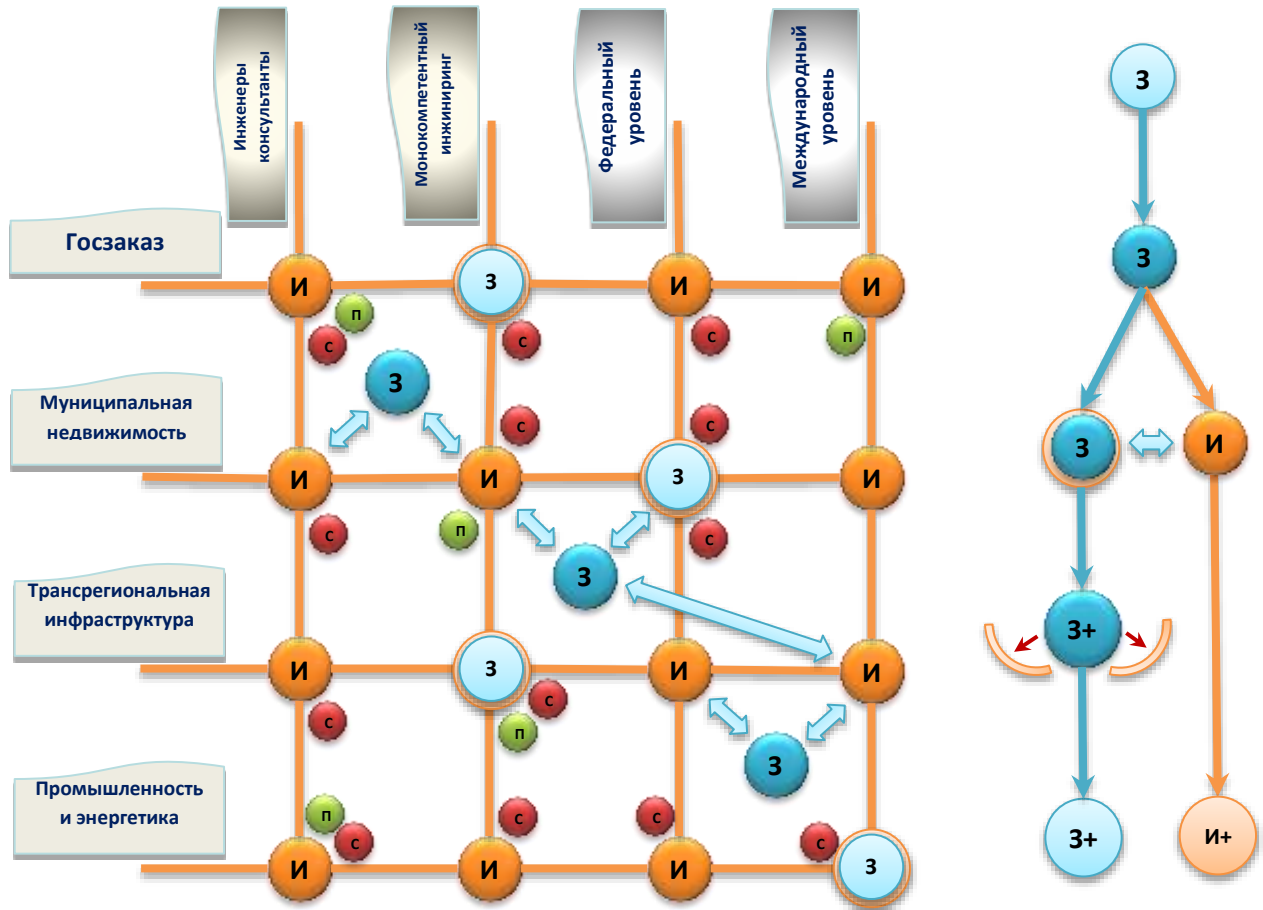 Инженеры
консультанты
Монокомпетентный
инжиниринг
Федеральный
уровень
Международный
уровень
Госзаказ
И
З
И
И
П
С
С
С
П
З
Муниципальная
недвижимость
С
С
И
И
З
И
С
П
С
З
Трансрегиональная
инфраструктура
И
З
И
И
С
С
П
З
Промышленность
и энергетика
П
С
С
С
С
И
И
И
З
З
З
З
И
З+
З+
И+